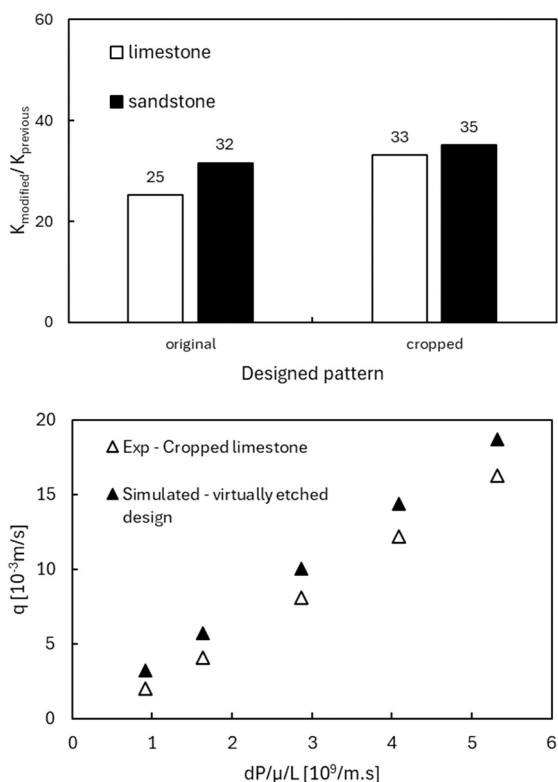 60
limestone
sandstone
40
35
33
32
25
20
0
K_modified/ K_previous
original
cropped
Designed pattern
20
Exp - Cropped limestone
Simulated - virtually etched
design
15
10
5
0
q [10⁻³m/s]
0 1 2 3 4 5 6
dP/µ/L [10⁹/m.s]